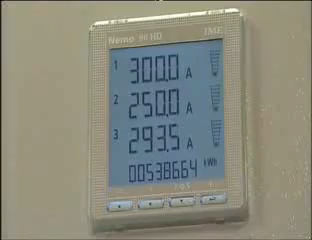 Nemo 96 HD IME
1 300.0 A
2 250.0 A
3 293.5 A
00538664 kWh